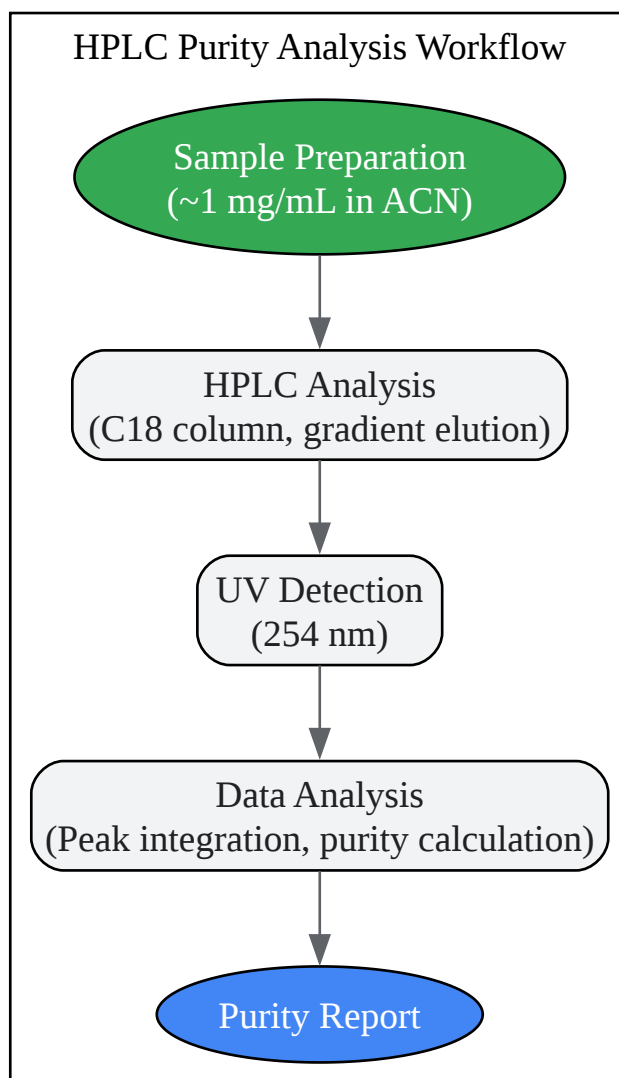 HPLC Purity Analysis Workflow
Sample Preparation
(~1 mg/mL in ACN)
HPLC Analysis
(C18 column, gradient elution)
UV Detection
(254 nm)
Data Analysis
(Peak integration, purity calculation)
Purity Report